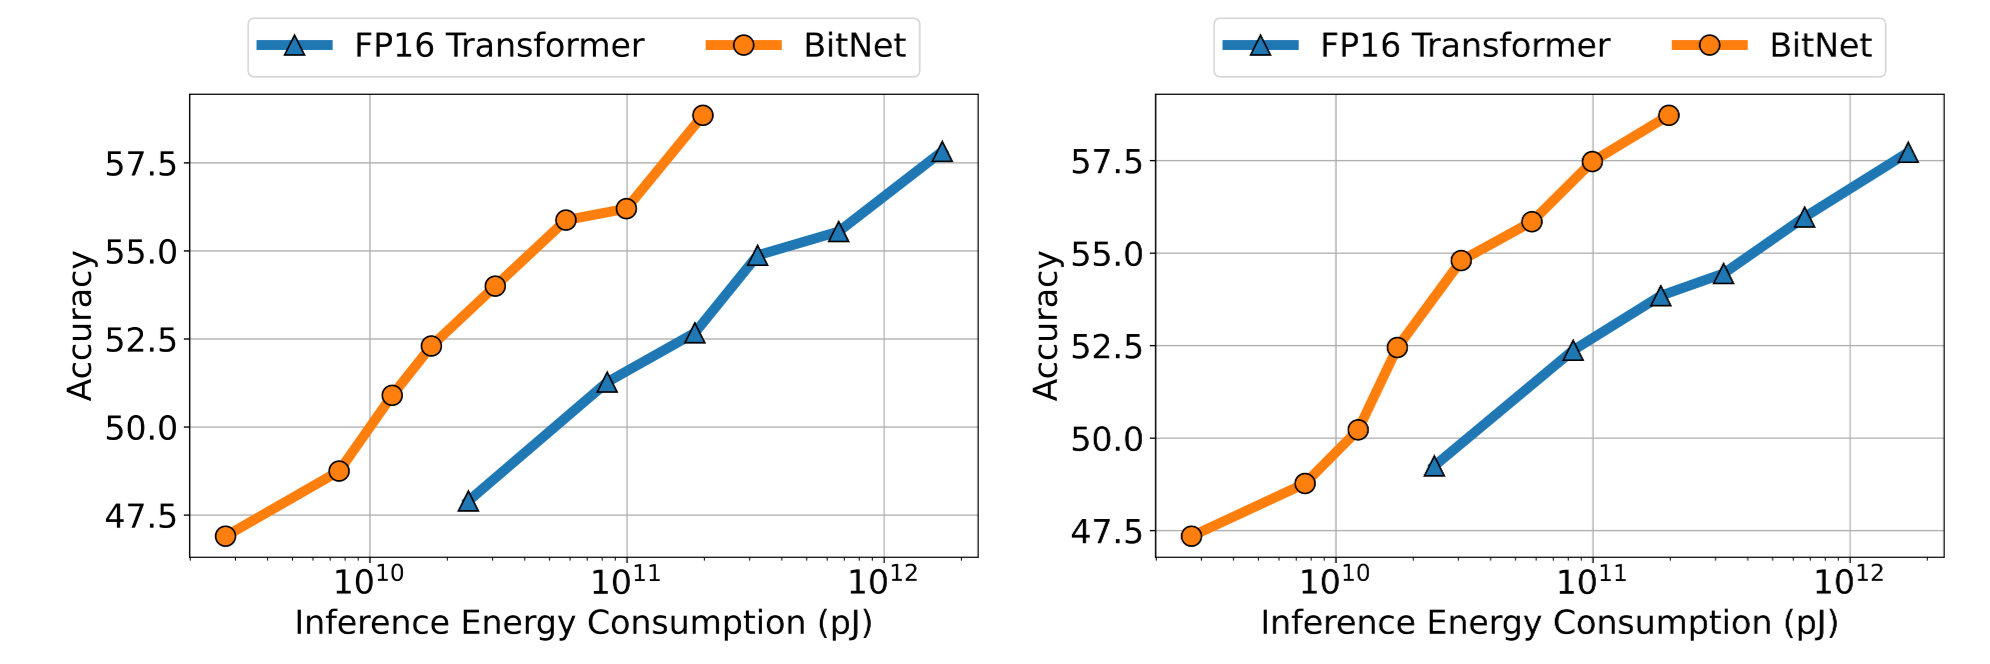 FP16 Transformer BitNet
57.5
55.0
52.5
50.0
47.5
Accuracy
10^10 10^11 10^12
Inference Energy Consumption (pJ)
FP16 Transformer BitNet
57.5
55.0
52.5
50.0
47.5
Accuracy
10^10 10^11 10^12
Inference Energy Consumption (pJ)